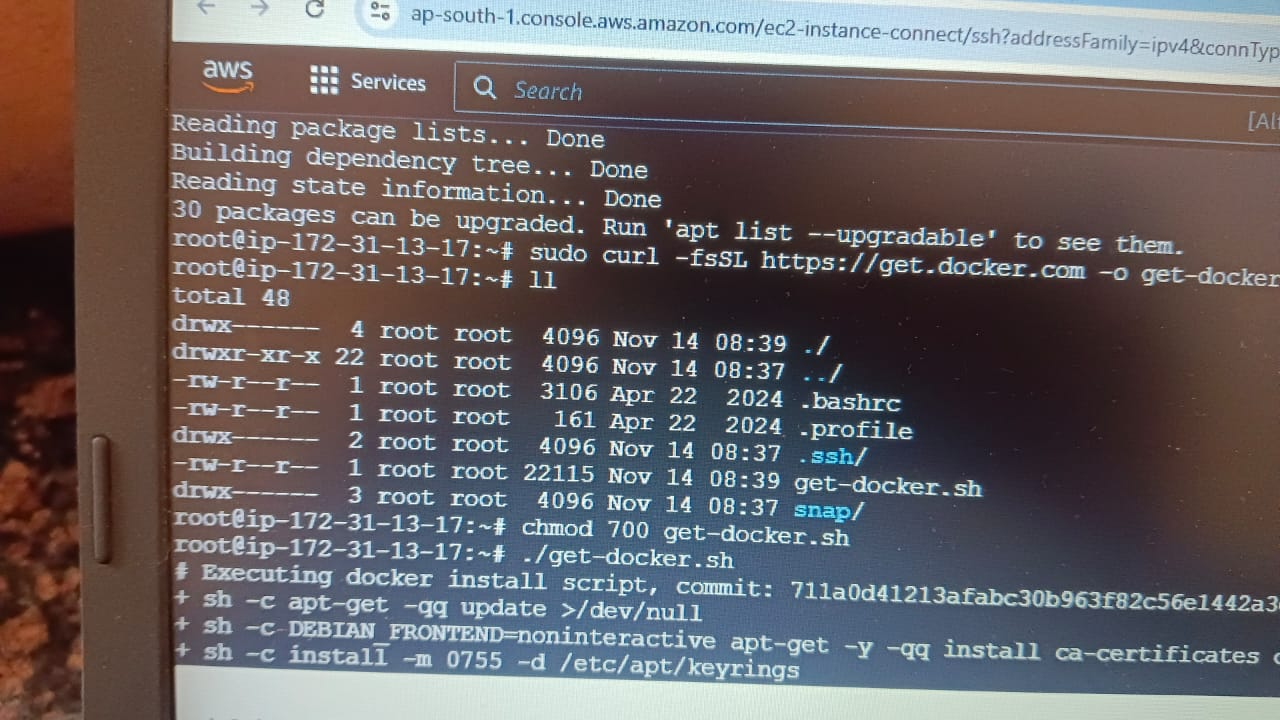 ap-south-1.console.aws.amazon.com/ec2-instance-connect/ssh?addressFamily=ipv4&connTyp
aws Services Search [Alt
Reading package lists... Done
Building dependency tree... Done
Reading state information... Done
30 packages can be upgraded. Run 'apt list --upgradable' to see them.
root@ip-172-31-13-17:~# sudo curl -fsSL https://get.docker.com -o get-docker
root@ip-172-31-13-17:~# ll
total 48
drwx------  4 root root  4096 Nov 14 08:39 ./
drwxr-xr-x 22 root root  4096 Nov 14 08:37 ../
-rw-r--r--  1 root root  3106 Apr 22  2024 .bashrc
-rw-r--r--  1 root root   161 Apr 22  2024 .profile
drwx------  2 root root  4096 Nov 14 08:37 .ssh/
-rw-r--r--  1 root root 22115 Nov 14 08:39 get-docker.sh
drwx------  3 root root  4096 Nov 14 08:37 snap/
root@ip-172-31-13-17:~# chmod 700 get-docker.sh
root@ip-172-31-13-17:~# ./get-docker.sh
# Executing docker install script, commit: 711a0d41213afabc30b963f82c56e1442a3
+ sh -c apt-get -qq update >/dev/null
+ sh -c DEBIAN_FRONTEND=noninteractive apt-get -y -qq install ca-certificates c
+ sh -c install -m 0755 -d /etc/apt/keyrings